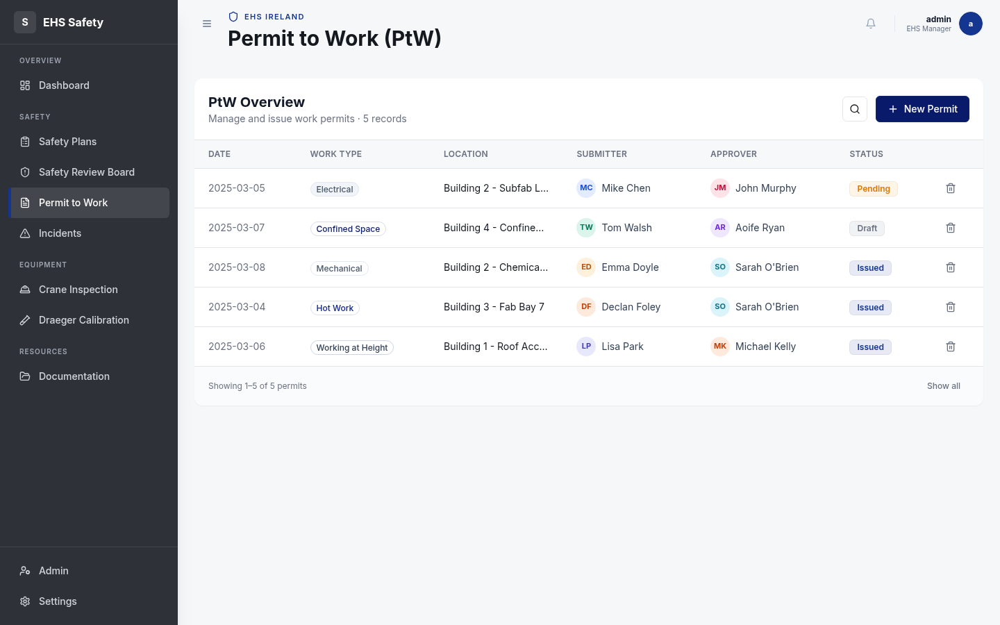 S EHS Safety
OVERVIEW
Dashboard
SAFETY
Safety Plans
Safety Review Board
Permit to Work
Incidents
EQUIPMENT
Crane Inspection
Draeger Calibration
RESOURCES
Documentation
Admin
Settings
EHS IRELAND
Permit to Work (PtW)
admin
EHS Manager
a
PtW Overview
Manage and issue work permits · 5 records
New Permit
DATE WORK TYPE LOCATION SUBMITTER APPROVER STATUS
2025-03-05 Electrical Building 2 - Subfab L... MC Mike Chen JM John Murphy Pending
2025-03-07 Confined Space Building 4 - Confine... TW Tom Walsh AR Aoife Ryan Draft
2025-03-08 Mechanical Building 2 - Chemica... ED Emma Doyle SO Sarah O'Brien Issued
2025-03-04 Hot Work Building 3 - Fab Bay 7 DF Declan Foley SO Sarah O'Brien Issued
2025-03-06 Working at Height Building 1 - Roof Acc... LP Lisa Park MK Michael Kelly Issued
Showing 1–5 of 5 permits
Show all